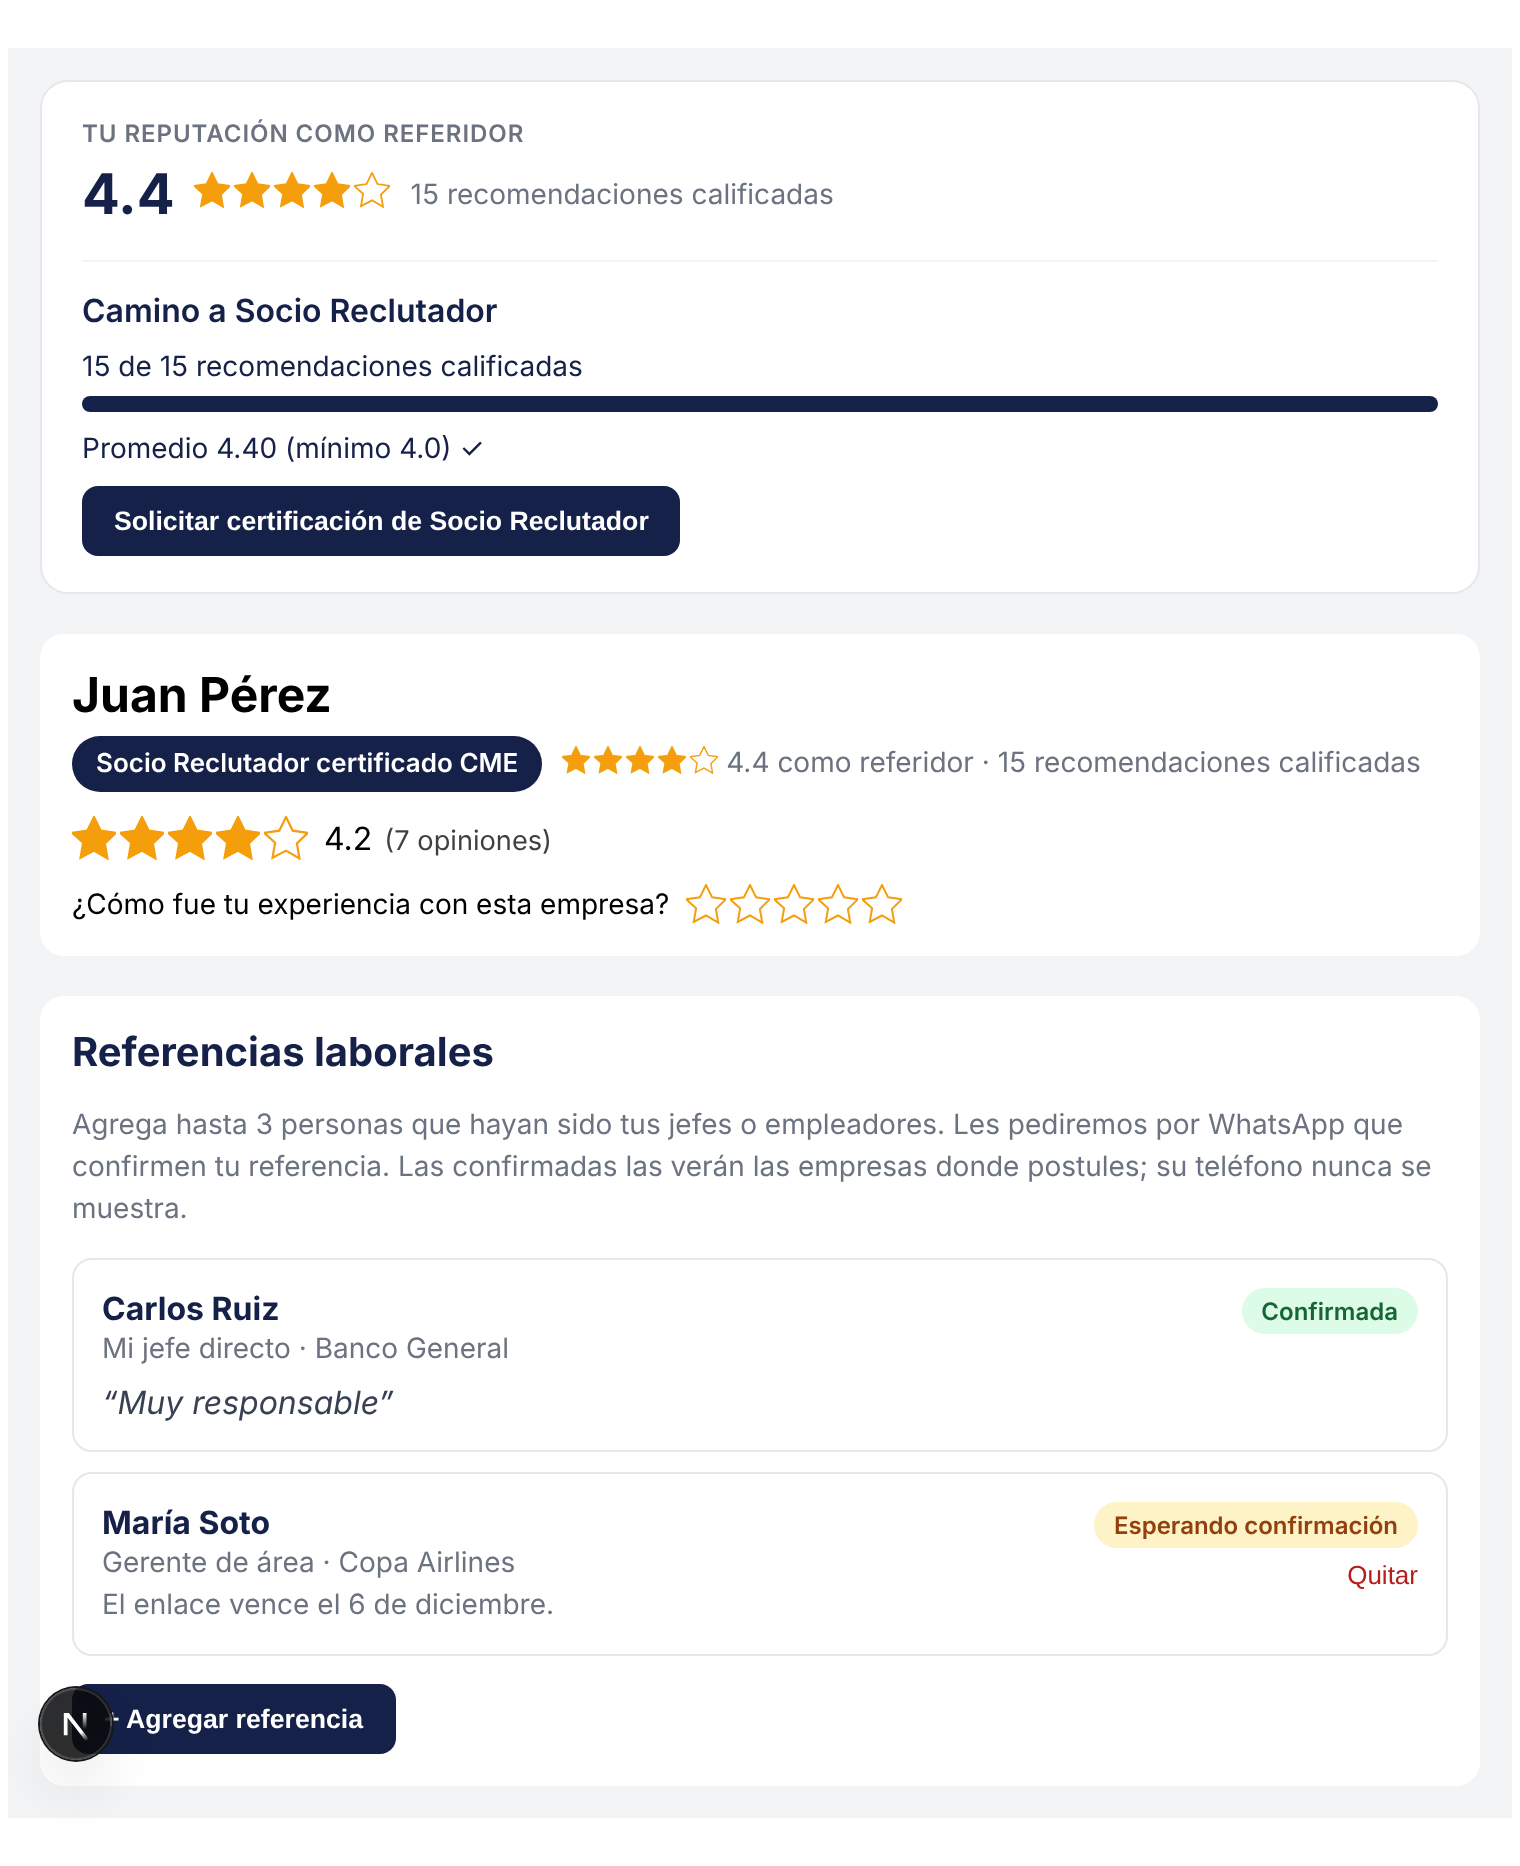 TU REPUTACIÓN COMO REFERIDOR
4.4 ★★★★☆ 15 recomendaciones calificadas
Camino a Socio Reclutador
15 de 15 recomendaciones calificadas
Promedio 4.40 (mínimo 4.0) ✓
Solicitar certificación de Socio Reclutador
Juan Pérez
Socio Reclutador certificado CME ★★★★☆ 4.4 como referidor · 15 recomendaciones calificadas
★★★★☆ 4.2 (7 opiniones)
¿Cómo fue tu experiencia con esta empresa? ☆☆☆☆☆
Referencias laborales
Agrega hasta 3 personas que hayan sido tus jefes o empleadores. Les pediremos por WhatsApp que
confirmen tu referencia. Las confirmadas las verán las empresas donde postules; su teléfono nunca se
muestra.
Carlos Ruiz
Confirmada
Mi jefe directo · Banco General
“Muy responsable”
María Soto
Esperando confirmación
Gerente de área · Copa Airlines
Quitar
El enlace vence el 6 de diciembre.
+ Agregar referencia
N